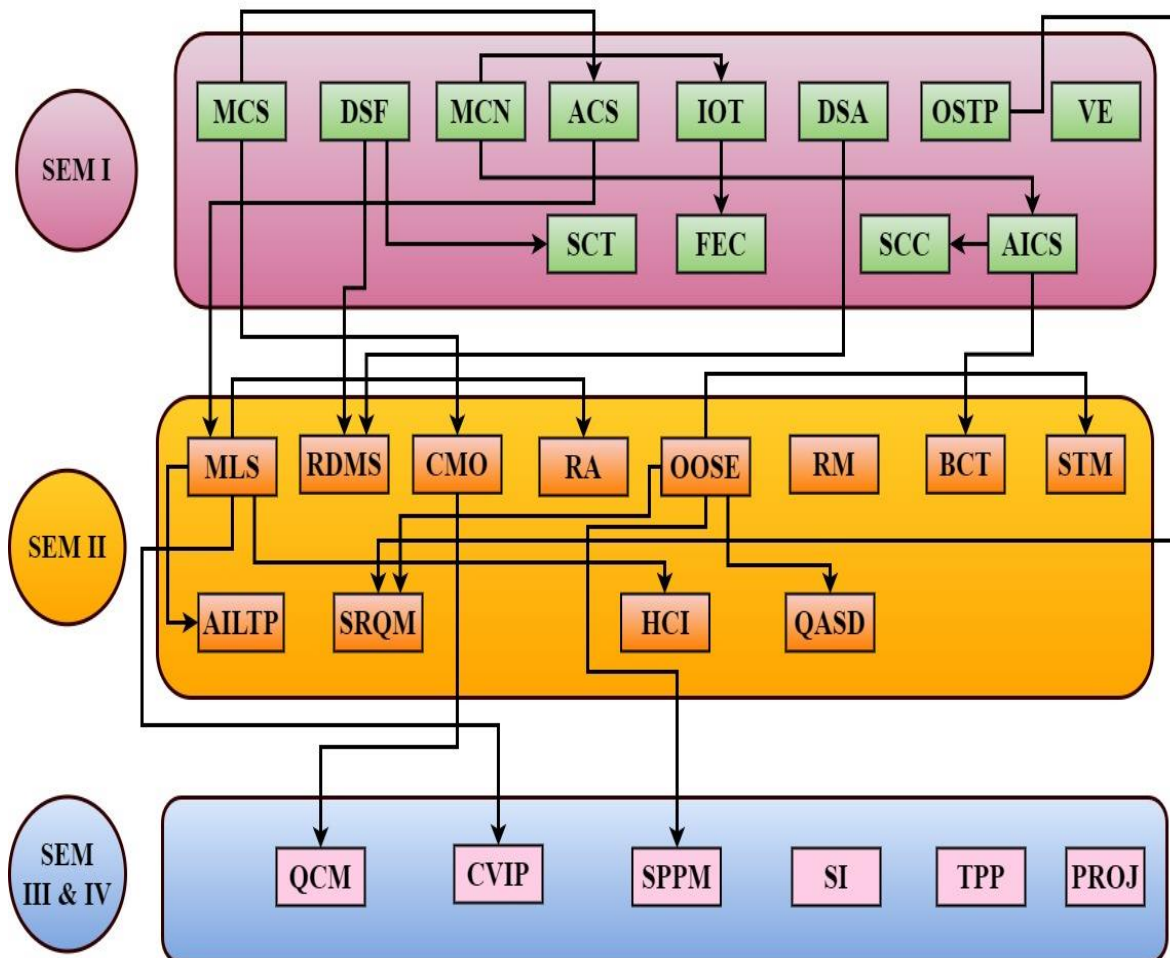 SEM I
MCS
DSF
MCN
ACS
IOT
DSA
OSTP
VE
SCT
FEC
SCC
AICS
SEM II
MLS
RDMS
CMO
RA
OOSE
RM
BCT
STM
AILTP
SRQM
HCI
QASD
SEM
III & IV
QCM
CVIP
SPPM
SI
TPP
PROJ